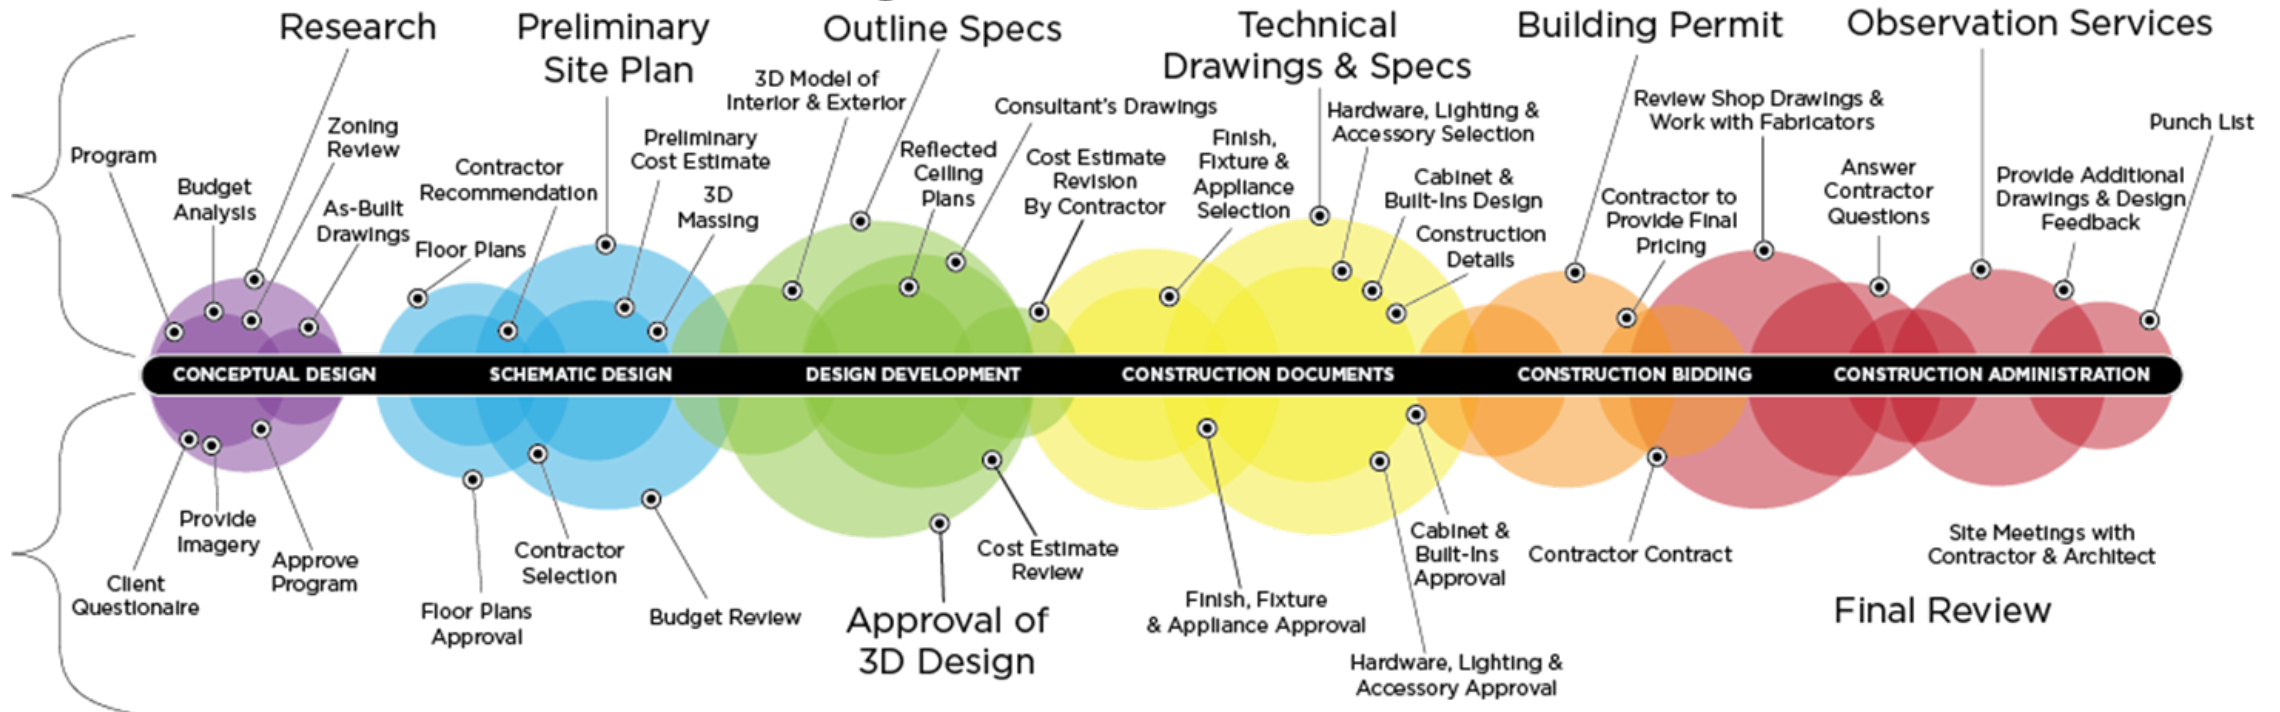 Research
Preliminary
Site Plan
Outline Specs
Technical
Drawings & Specs
Building Permit
Observation Services
Program
Budget
Analysis
Zoning
Review
As-Built
Drawings
Floor Plans
Contractor
Recommendation
Preliminary
Cost Estimate
3D
Massing
3D Model of
Interior & Exterior
Reflected
Ceiling
Plans
Consultant's Drawings
Cost Estimate
Revision
By Contractor
Finish,
Fixture &
Appliance
Selection
Hardware, Lighting &
Accessory Selection
Cabinet &
Built-Ins Design
Construction
Details
Contractor to
Provide Final
Pricing
Review Shop Drawings &
Work with Fabricators
Answer
Contractor
Questions
Provide Additional
Drawings & Design
Feedback
Punch List
CONCEPTUAL DESIGN
SCHEMATIC DESIGN
DESIGN DEVELOPMENT
CONSTRUCTION DOCUMENTS
CONSTRUCTION BIDDING
CONSTRUCTION ADMINISTRATION
Client
Questionaire
Provide
Imagery
Approve
Program
Floor Plans
Approval
Contractor
Selection
Budget Review
Approval of
3D Design
Cost Estimate
Review
Finish, Fixture
& Appliance Approval
Hardware, Lighting &
Accessory Approval
Cabinet &
Built-Ins
Approval
Contractor Contract
Site Meetings with
Contractor & Architect
Final Review